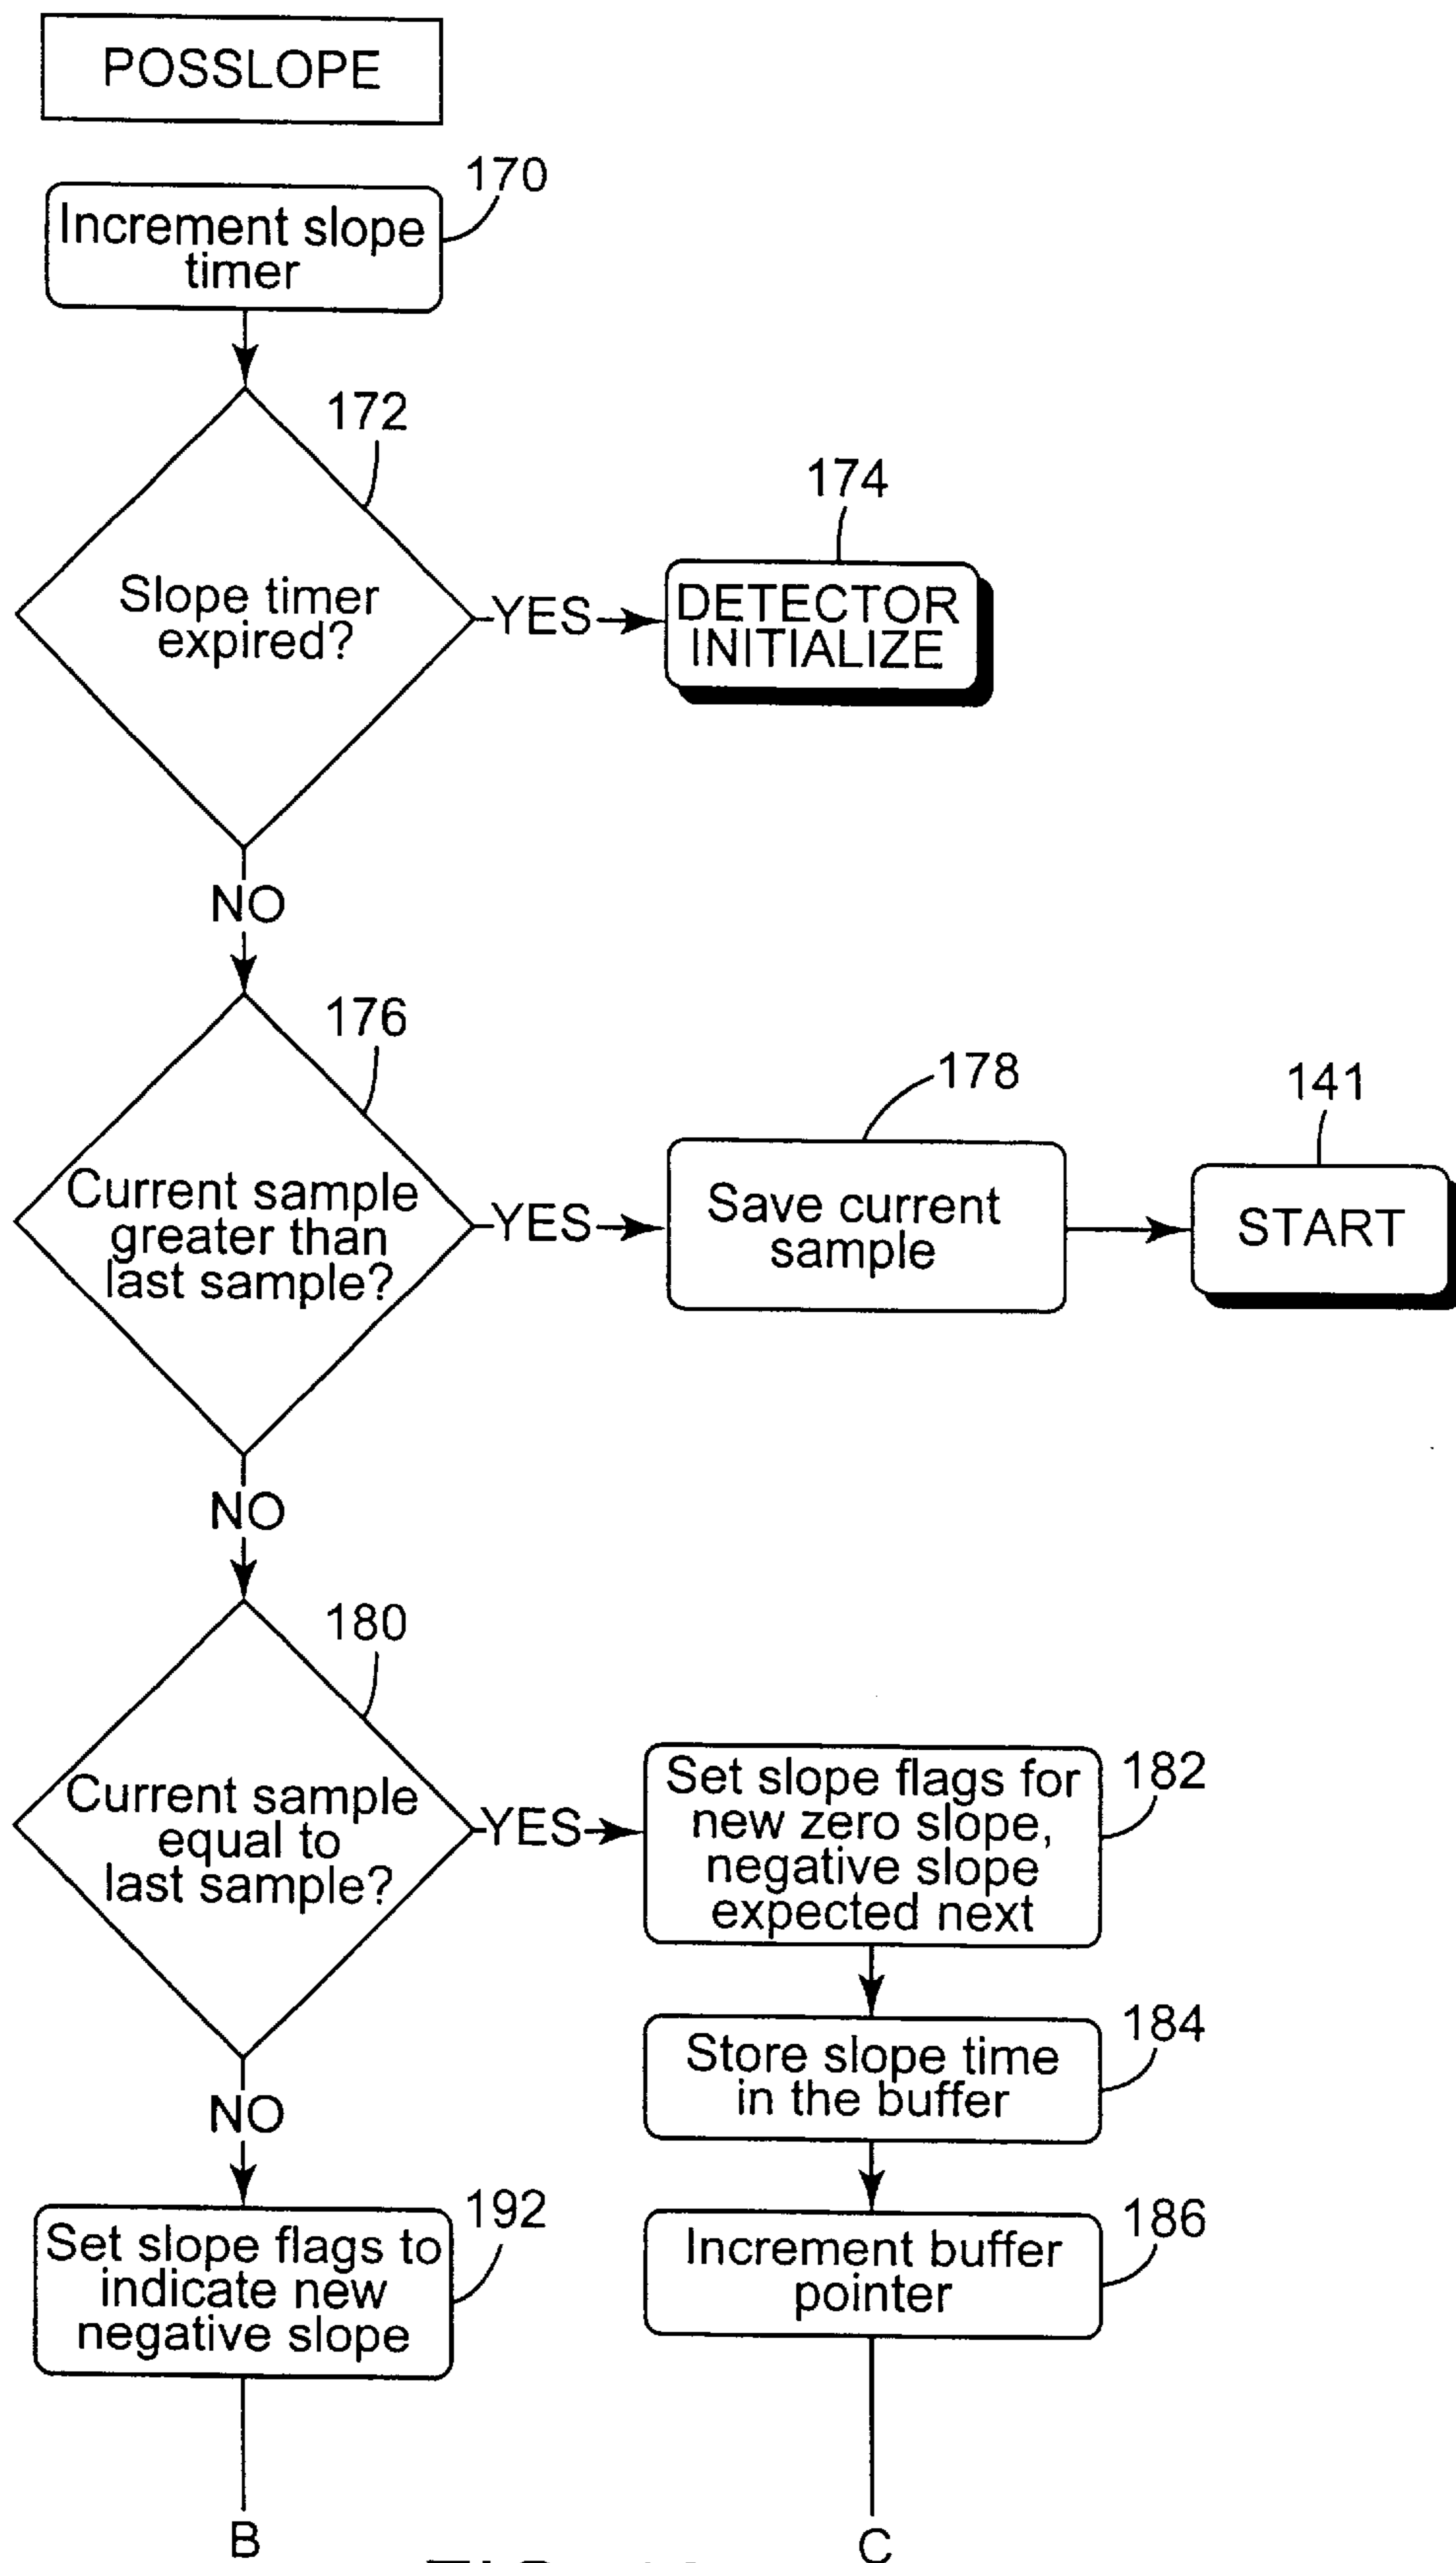 POSSLOPE
170
Increment slope
timer
172
Slope timer
expired?
YES
174
DETECTOR
INITIALIZE
NO
176
Current sample
greater than
last sample?
YES
178
Save current
sample
141
START
NO
180
Current sample
equal to
last sample?
YES
182
Set slope flags for
new zero slope,
negative slope
expected next
184
Store slope time
in the buffer
NO
192
Set slope flags to
indicate new
negative slope
186
Increment buffer
pointer
B
C